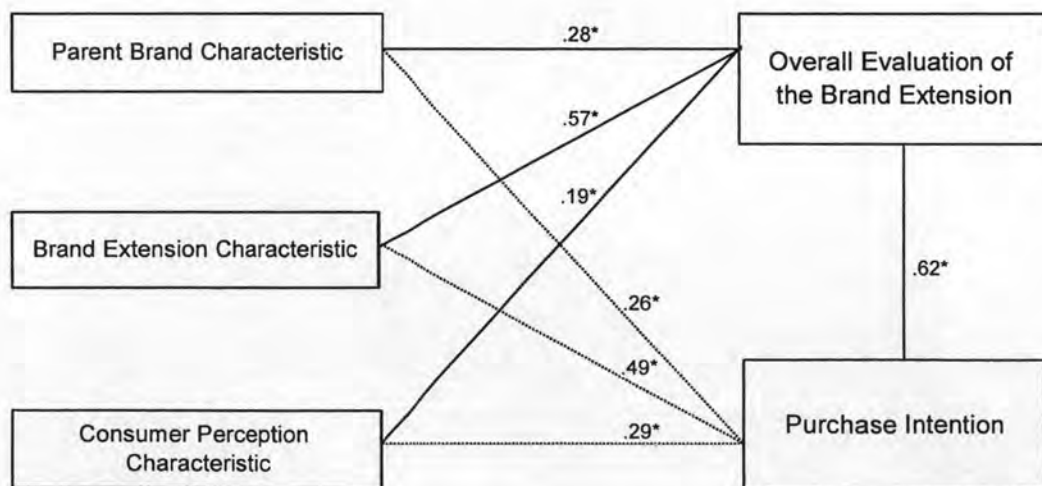 Parent Brand Characteristic
.28*
Overall Evaluation of
the Brand Extension
.57*
.19*
Brand Extension Characteristic
.62*
.26*
.49*
Consumer Perception
Characteristic
.29*
Purchase Intention